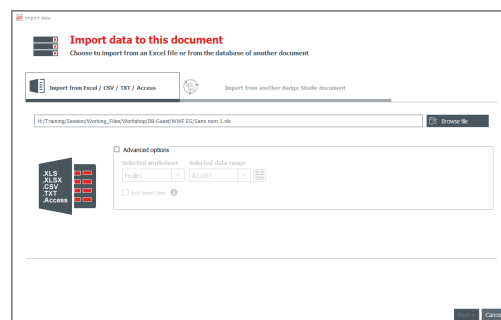 Import data
Import data to this document
Choose to import from an Excel file or from the database of another document
Import from Excel / CSV / TXT / Access
Import from another Badge Studio document
H:/Training/Session/Working_Files/Workshop/DB-Guest/WWF ES/Sans nom 1.xls
Browse file
Advanced options
Selected worksheet Selected data range
Feuille1
.XLS
.XLSX
.CSV
.TXT
.Access
Auto Import Data
Next >
Cancel